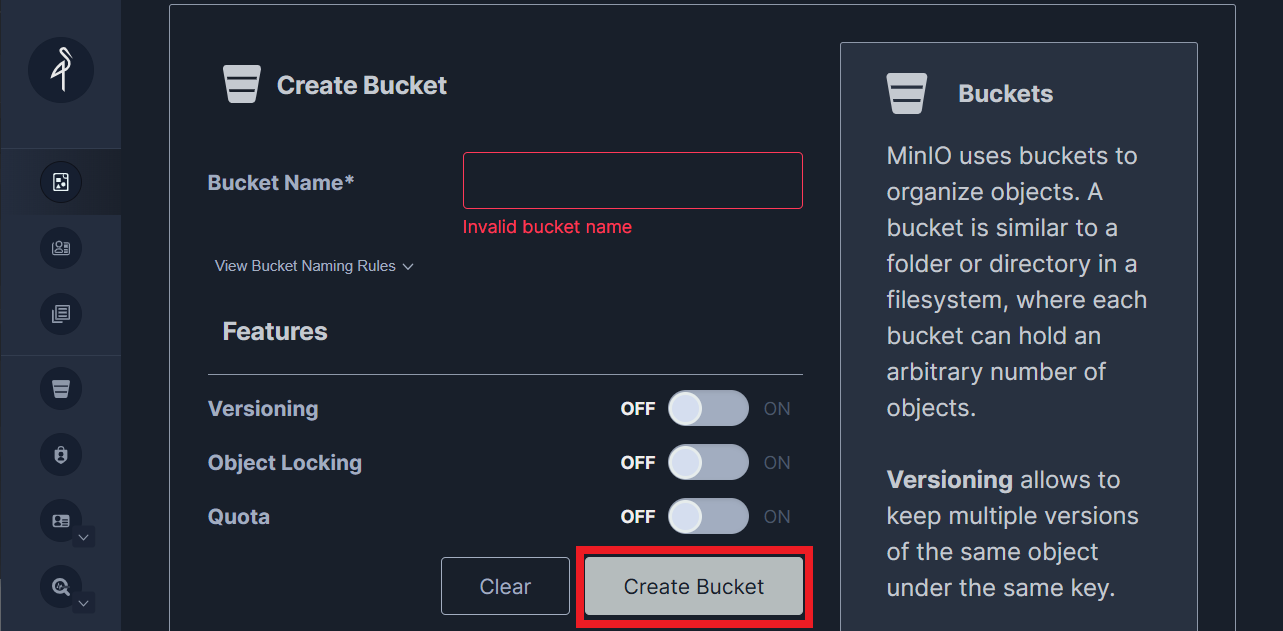 Create Bucket
Bucket Name*
Invalid bucket name
View Bucket Naming Rules
Features
Versioning OFF ON
Object Locking OFF ON
Quota OFF ON
Clear Create Bucket
Buckets
MinIO uses buckets to
organize objects. A
bucket is similar to a
folder or directory in a
filesystem, where each
bucket can hold an
arbitrary number of
objects.
Versioning allows to
keep multiple versions
of the same object
under the same key.